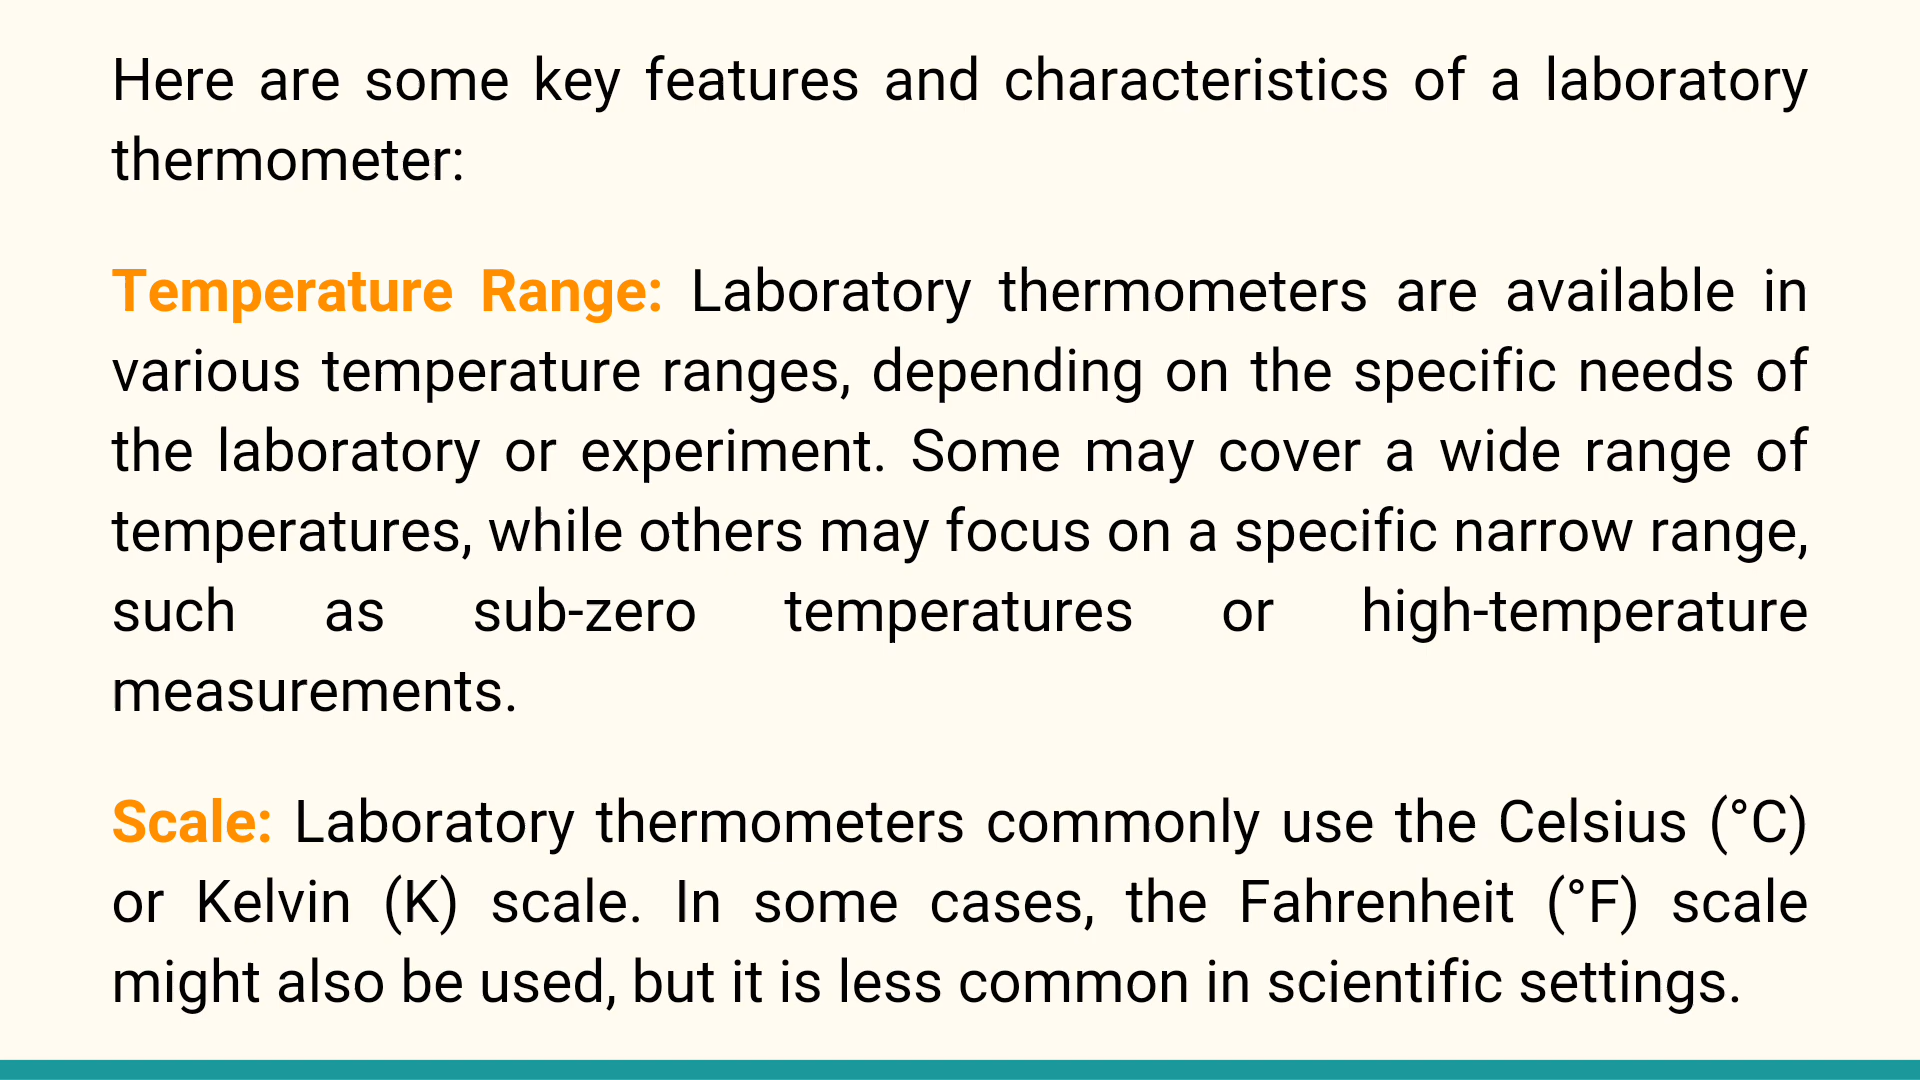 Here are some key features and characteristics of a laboratory
thermometer:
Temperature Range: Laboratory thermometers are available in
various temperature ranges, depending on the specific needs of
the laboratory or experiment. Some may cover a wide range of
temperatures, while others may focus on a specific narrow range,
such as sub-zero temperatures or high-temperature
measurements.
Scale: Laboratory thermometers commonly use the Celsius (°C)
or Kelvin (K) scale. In some cases, the Fahrenheit (°F) scale
might also be used, but it is less common in scientific settings.